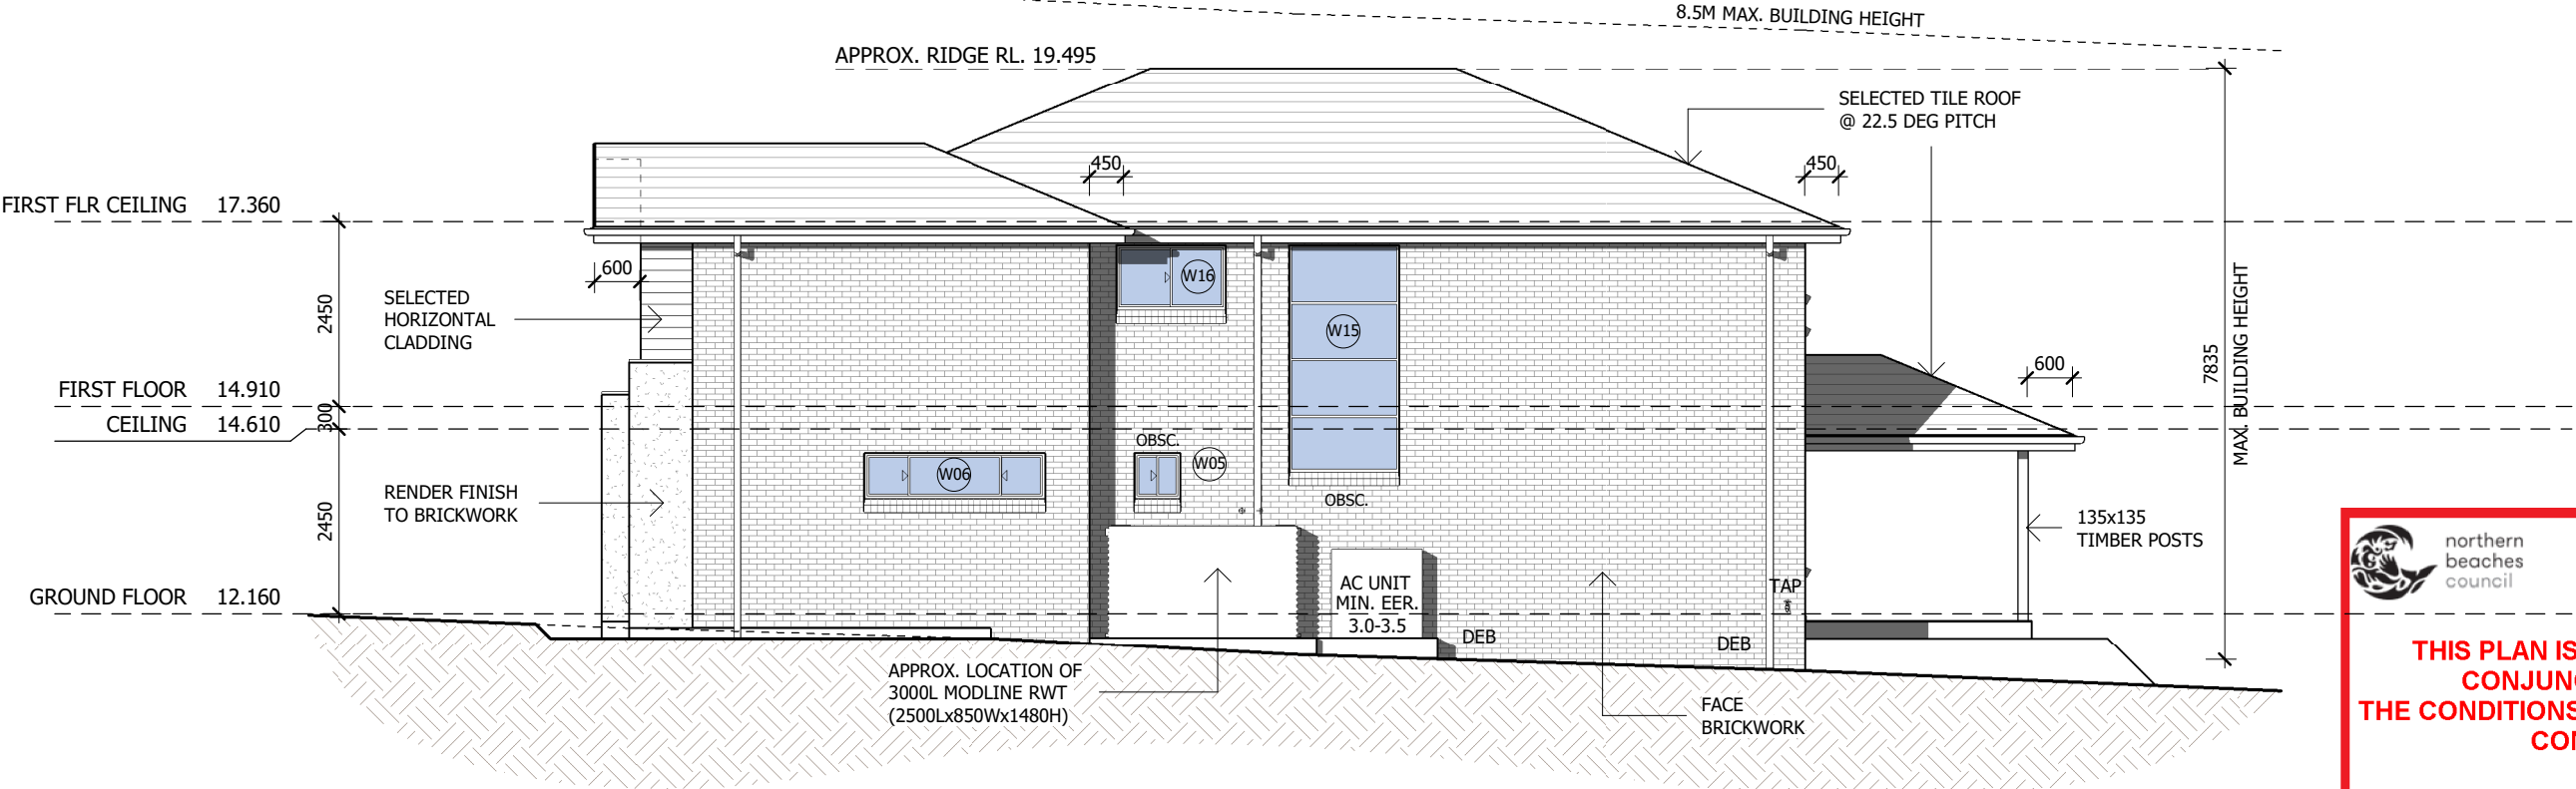 8.5M MAX. BUILDING HEIGHT
APPROX. RIDGE RL. 19.495
SELECTED TILE ROOF
@ 22.5 DEG PITCH
450
450
FIRST FLR CEILING 17.360
600
W16
SELECTED
HORIZONTAL
CLADDING
2450
W15
7835
MAX. BUILDING HEIGHT
600
FIRST FLOOR 14.910
300
CEILING 14.610
OBSC.
W05
W06
RENDER FINISH
TO BRICKWORK
OBSC.
2450
135x135
TIMBER POSTS
northern
beaches
council
AC UNIT
MIN. EER.
3.0-3.5
TAP
GROUND FLOOR 12.160
DEB
DEB
THIS PLAN IS
CONJUNC
THE CONDITIONS
CON
APPROX. LOCATION OF
3000L MODLINE RWT
(2500Lx850Wx1480H)
FACE
BRICKWORK